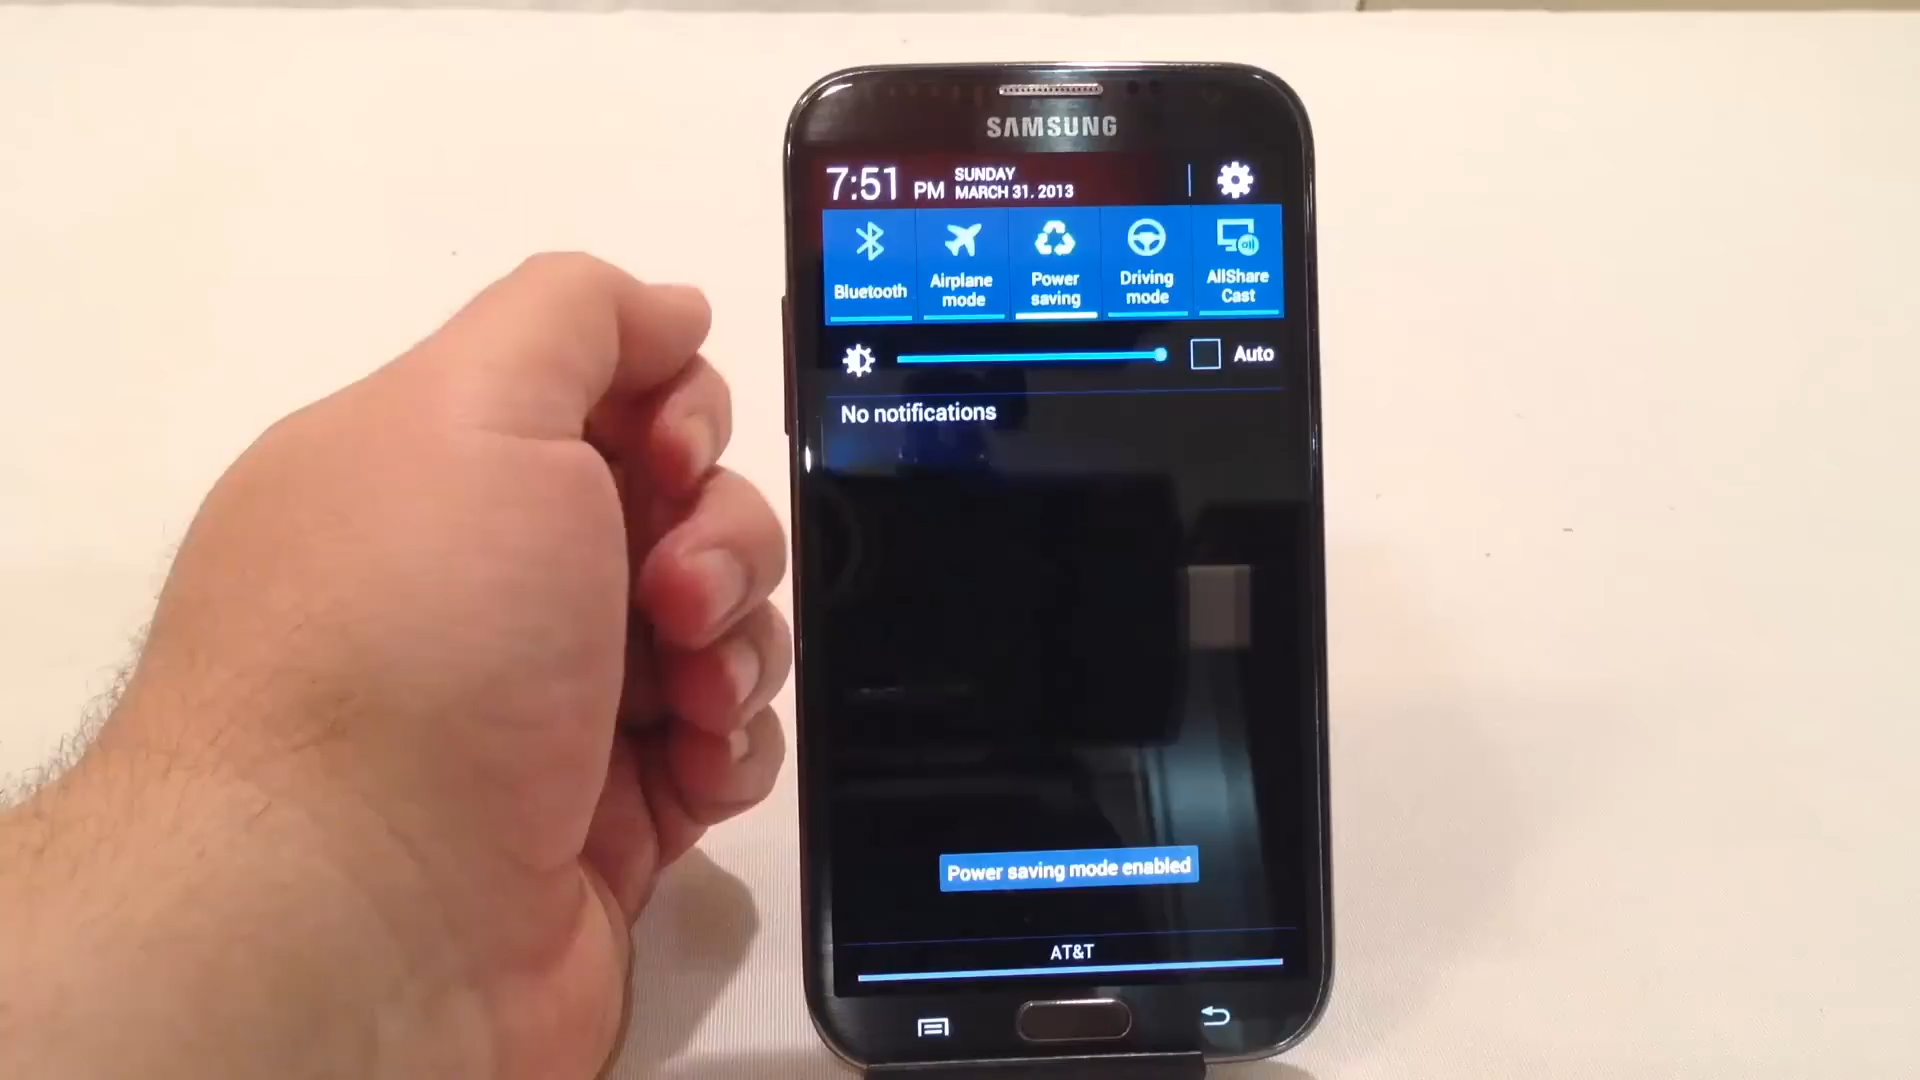 SAMSUNG
7:51 PM
SUNDAY
MARCH 31, 2013
Bluetooth
Airplane
mode
Power
saving
Driving
mode
AllShare
Cast
Auto
No notifications
Power saving mode enabled
AT&T